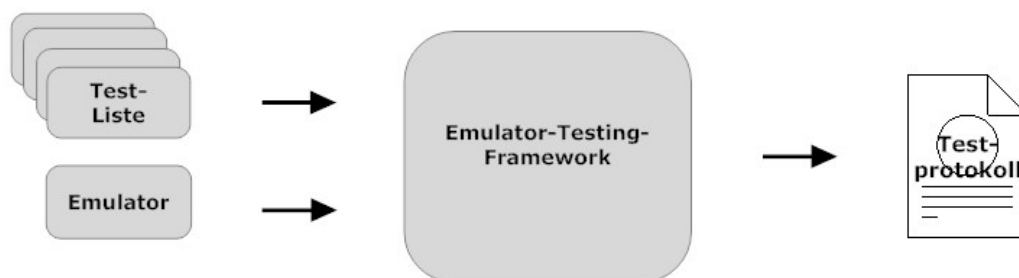 Test-
Liste
Emulator
Emulator-Testing-
Framework
Test-
protokoll